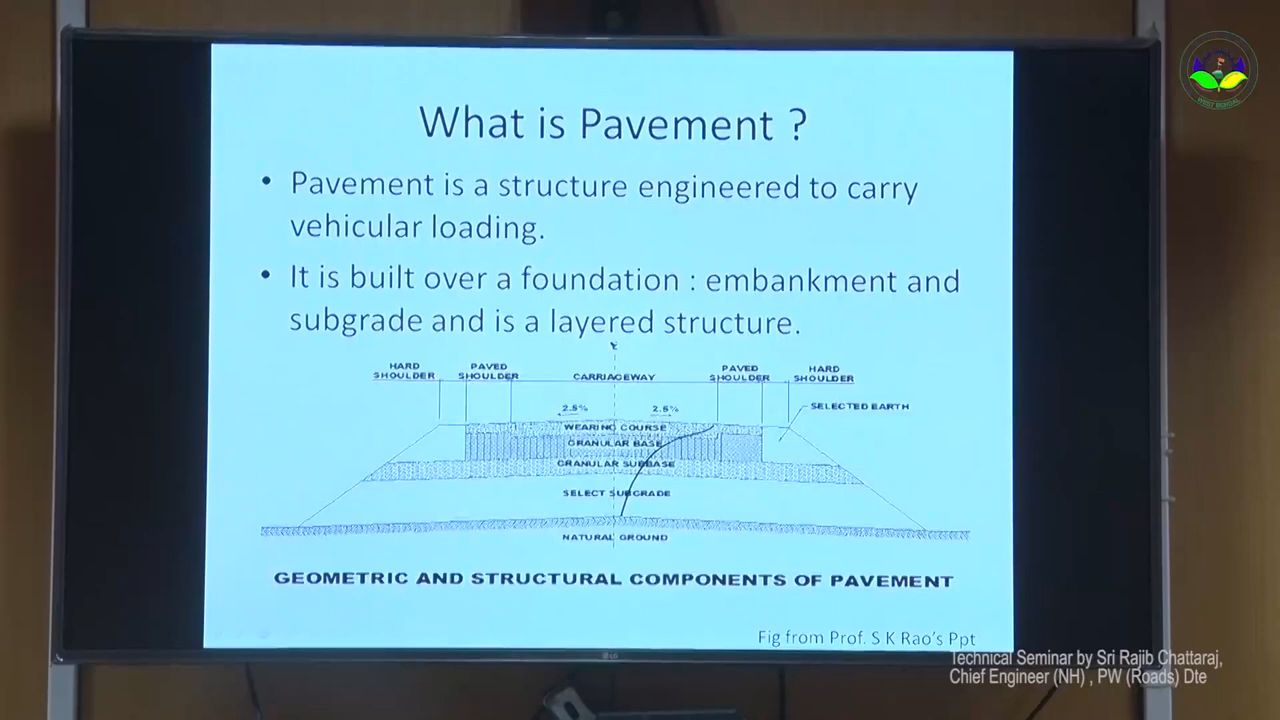 What is Pavement ?
• Pavement is a structure engineered to carry
vehicular loading.
• It is built over a foundation : embankment and
subgrade and is a layered structure.
HARD SHOULDER
PAVED SHOULDER
CARRIAGEWAY
PAVED SHOULDER
HARD SHOULDER
SELECTED EARTH
2.5%
2.5%
WEARING COURSE
GRANULAR BASE
GRANULAR SUBBASE
SELECT SUBGRADE
NATURAL GROUND
GEOMETRIC AND STRUCTURAL COMPONENTS OF PAVEMENT
Fig from Prof. S K Rao's Ppt
LG
Technical Seminar by Sri Rajib Chattaraj,
Chief Engineer (NH) , PW (Roads) Dte
WEST BENGAL